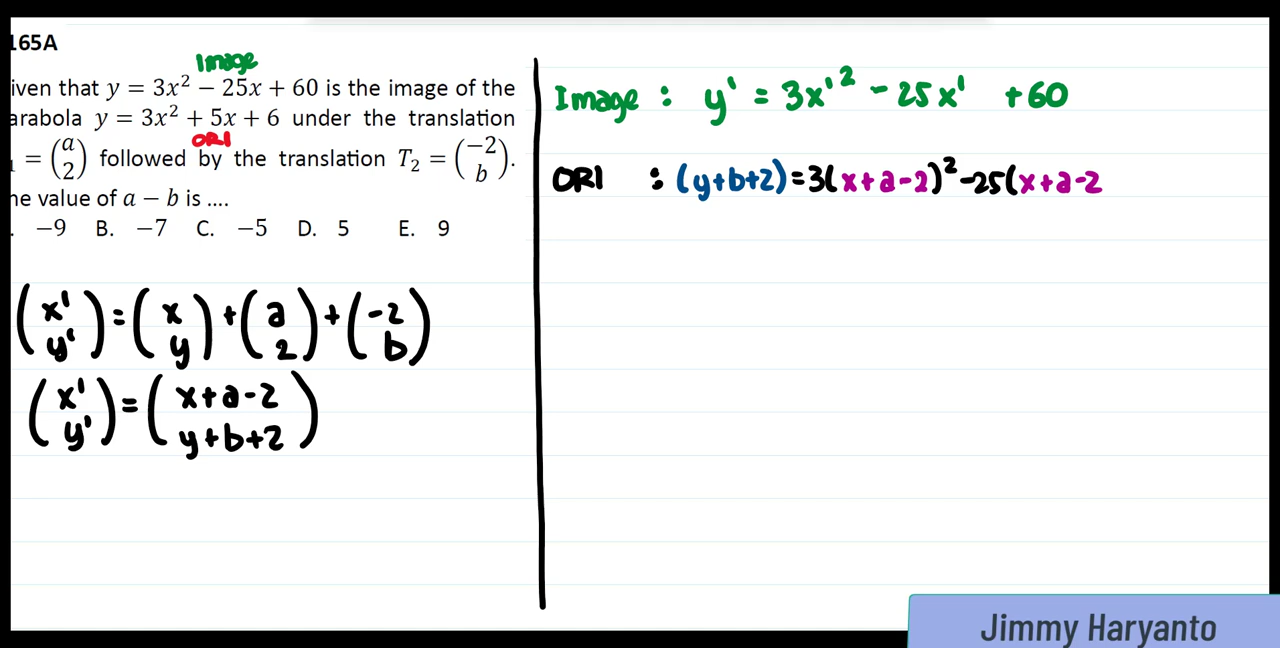 165A
Image
iven that y = 3x² − 25x + 60 is the image of the
arabola y = 3x² + 5x + 6 under the translation
ORI
₁ = (a 2) followed by the translation T₂ = (−2 b).
he value of a − b is ....
. −9 B. −7 C. −5 D. 5 E. 9
(x' y') = (x y) + (a 2) + (-2 b)
(x' y') = (x+a-2 y+b+2)
Image : y' = 3x'² - 25x' + 60
ORI : (y+b+2) = 3(x+a-2)² - 25(x+a-2
Jimmy Haryanto